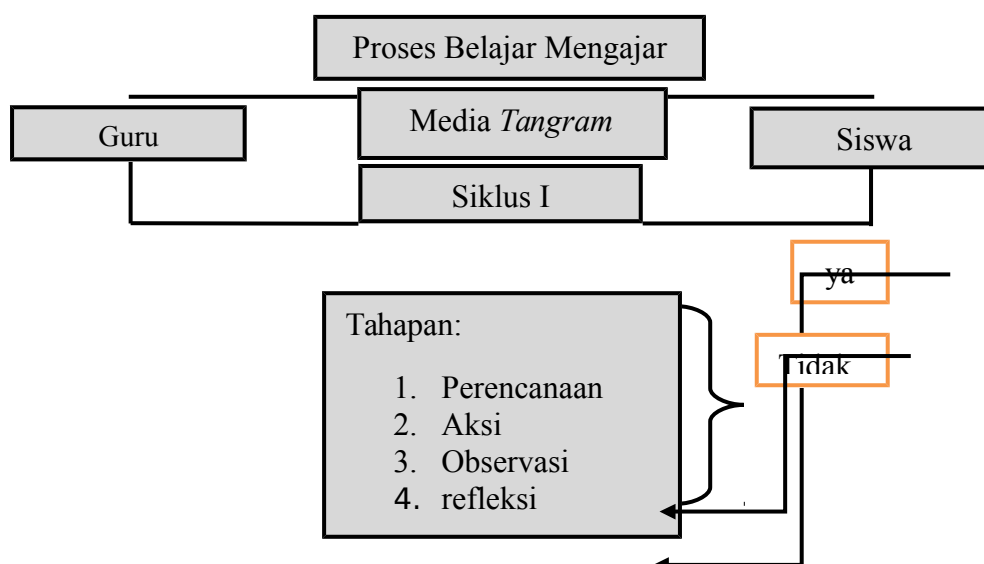 Proses Belajar Mengajar
Guru
Media Tangram
Siswa
Siklus I
ya
Tahapan:
Tidak
1. Perencanaan
2. Aksi
3. Observasi
4. refleksi